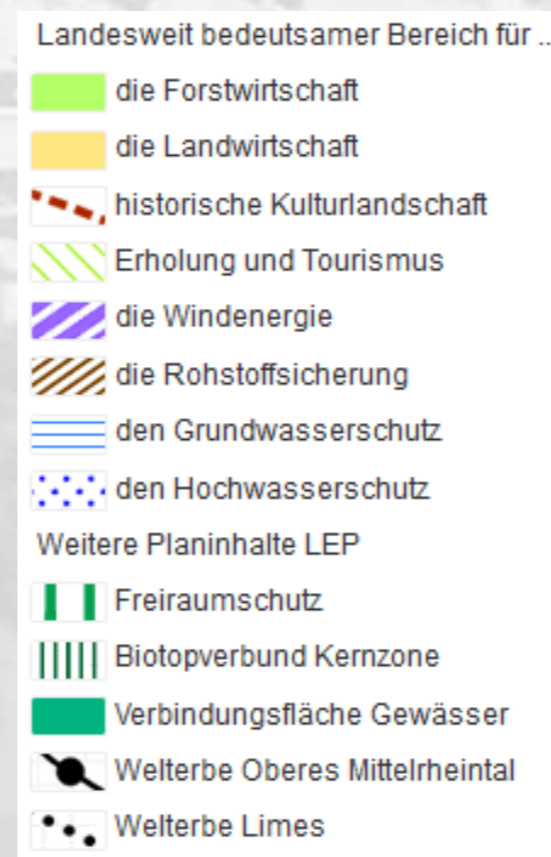 Landesweit bedeutsamer Bereich für ...
die Forstwirtschaft
die Landwirtschaft
historische Kulturlandschaft
Erholung und Tourismus
die Windenergie
die Rohstoffsicherung
den Grundwasserschutz
den Hochwasserschutz
Weitere Planinhalte LEP
Freiraumschutz
Biotopverbund Kernzone
Verbindungsfläche Gewässer
Welterbe Oberes Mittelrheintal
Welterbe Limes